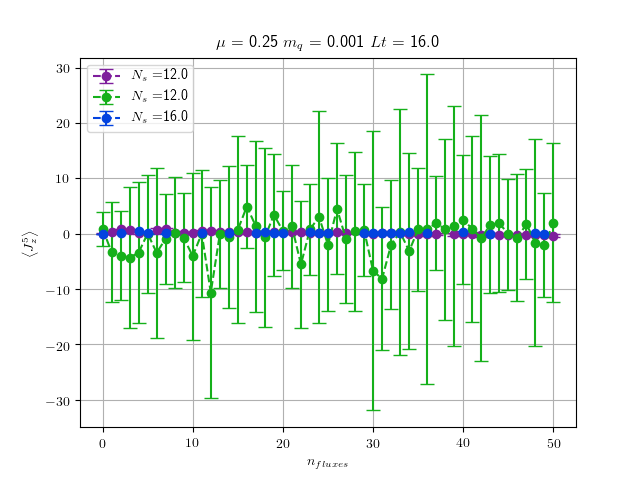 μ = 0.25 m_q = 0.001 Lt = 16.0
N_s =12.0
N_s =12.0
N_s =16.0
⟨J_z^5⟩
30
20
10
0
−10
−20
−30
0 10 20 30 40 50
n_fluxes